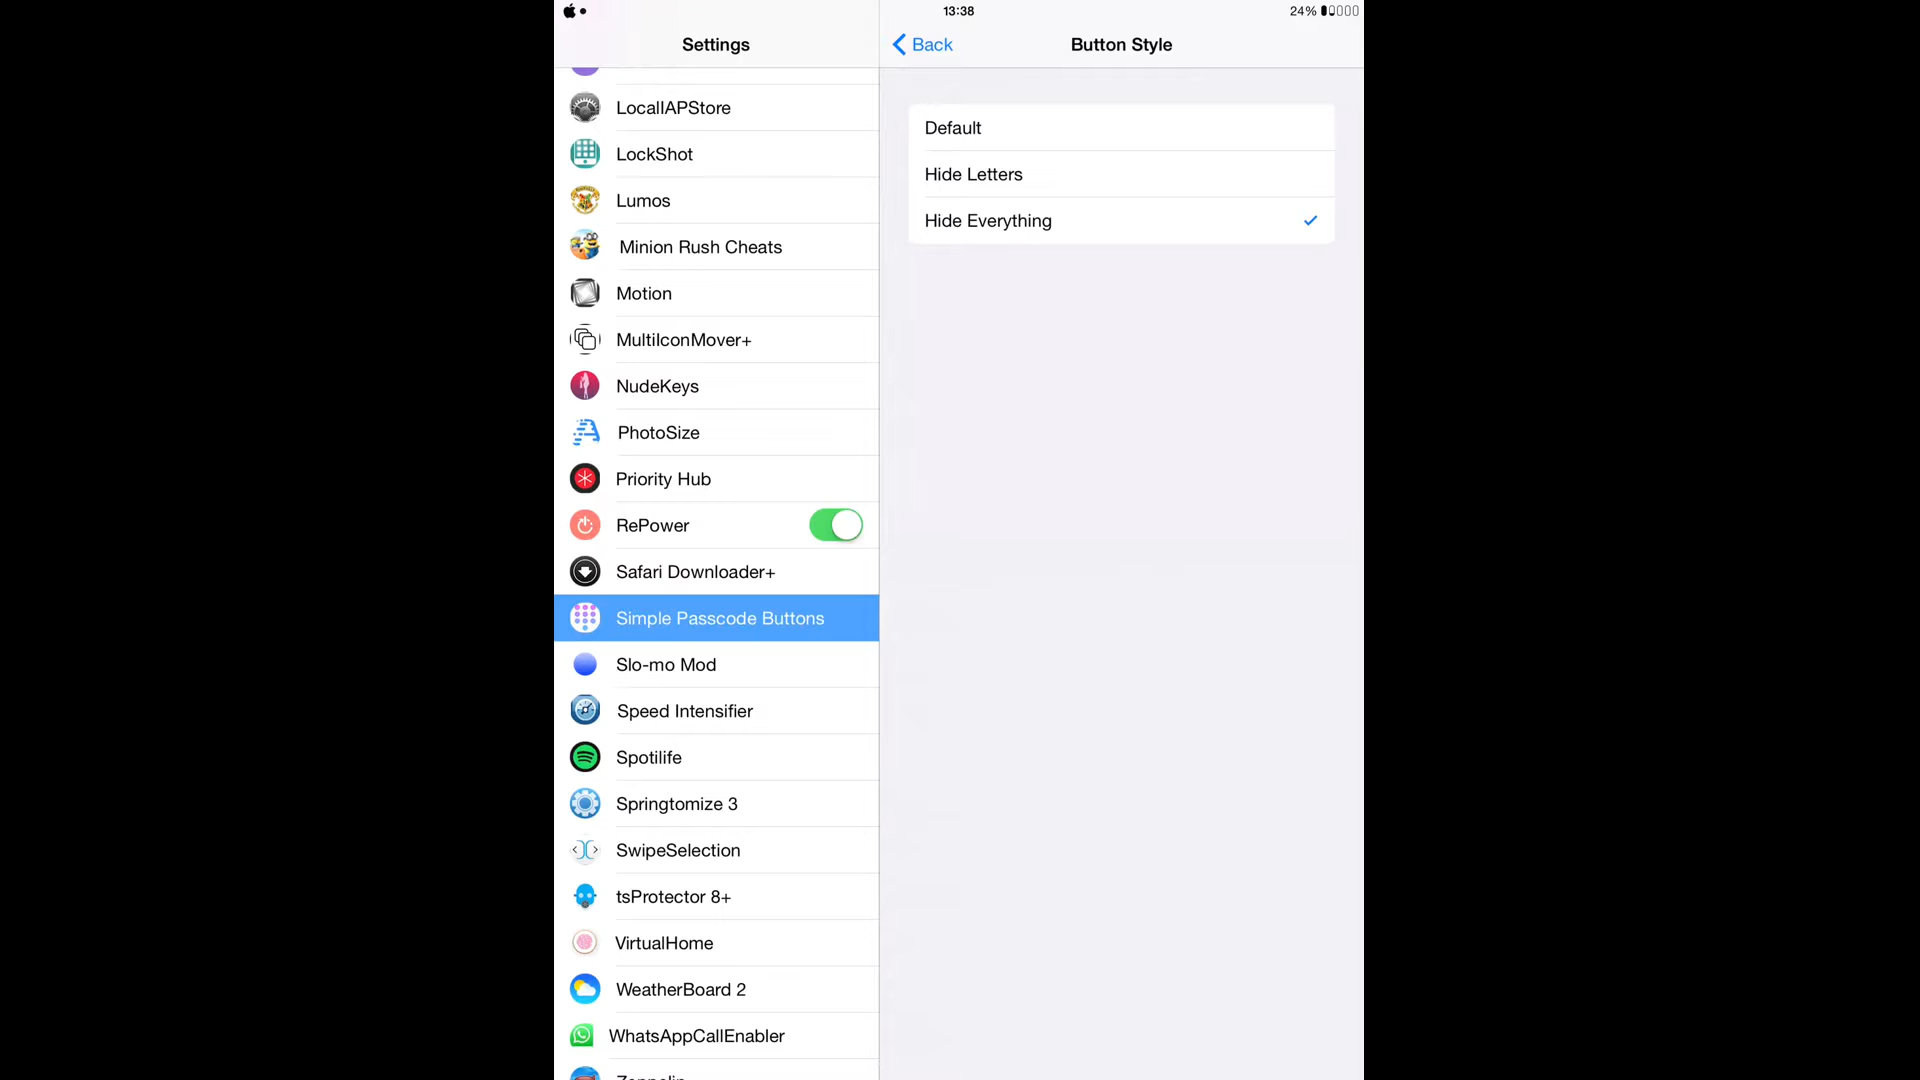 13:38
24%
Settings
Back
Button Style
LocalIAPStore
LockShot
Lumos
Minion Rush Cheats
Motion
MultiIconMover+
NudeKeys
PhotoSize
Priority Hub
RePower
Safari Downloader+
Simple Passcode Buttons
Slo-mo Mod
Speed Intensifier
Spotilife
Springtomize 3
SwipeSelection
tsProtector 8+
VirtualHome
WeatherBoard 2
WhatsAppCallEnabler
Default
Hide Letters
Hide Everything